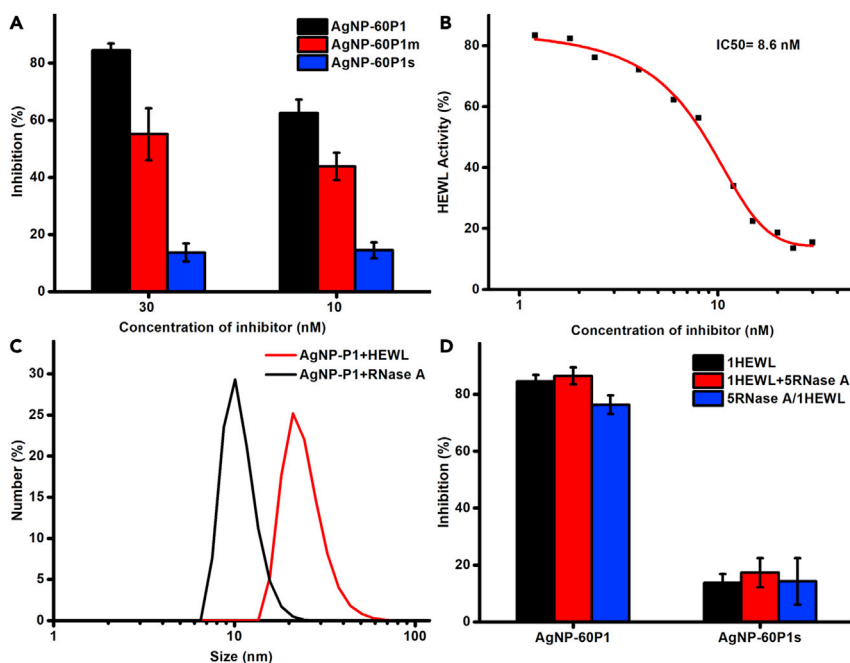 A
AgNP-60P1
AgNP-60P1m
AgNP-60P1s
Inhibition (%)
80
60
40
20
0
30
10
Concentration of inhibitor (nM)
B
IC50= 8.6 nM
HEWL Activity (%)
80
60
40
20
0
1
10
Concentration of inhibitor (nM)
C
AgNP-P1+HEWL
AgNP-P1+RNase A
Number (%)
30
25
20
15
10
5
0
1
10
100
Size (nm)
D
1HEWL
1HEWL+5RNase A
5RNase A/1HEWL
Inhibition (%)
80
60
40
20
0
AgNP-60P1
AgNP-60P1s